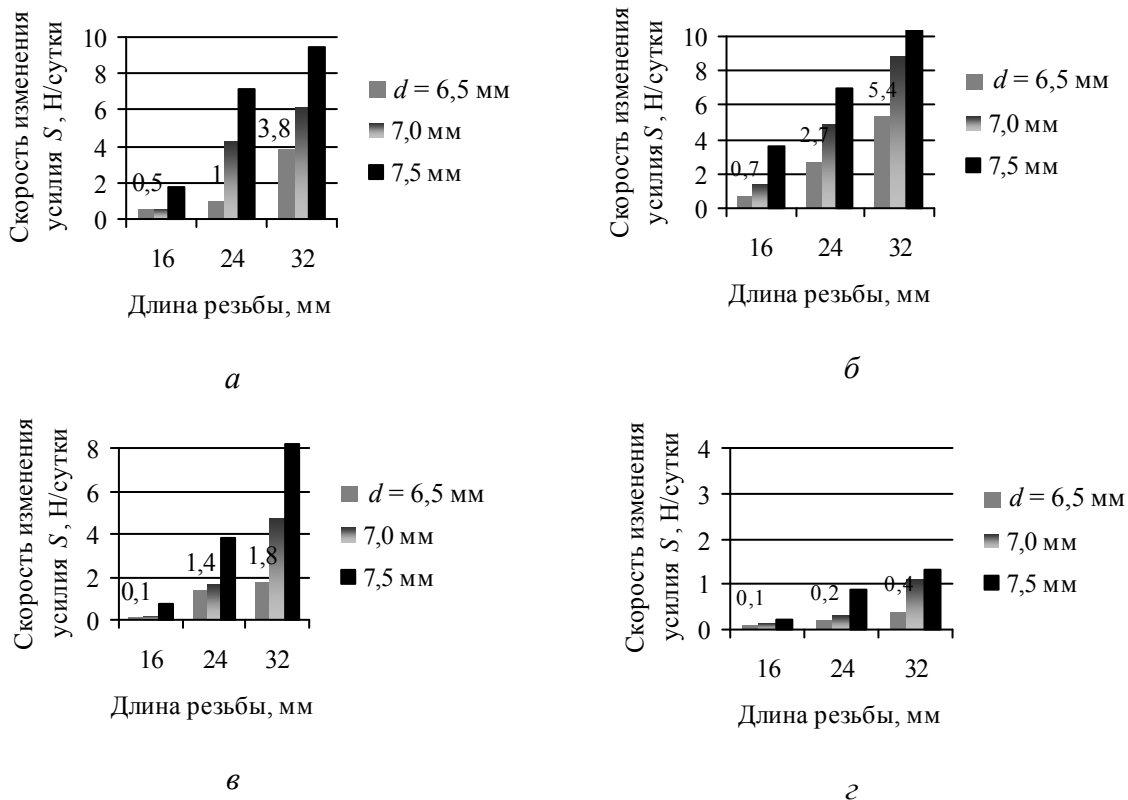 Скорость изменения
усилия S, Н/сутки
10
8
6
4
2
0
0,5
1
3,8
16 24 32
Длина резьбы, мм
d = 6,5 мм
7,0 мм
7,5 мм
а
Скорость изменения
усилия S, Н/сутки
10
8
6
4
2
0
0,7
2,7
5,4
16 24 32
Длина резьбы, мм
d = 6,5 мм
7,0 мм
7,5 мм
б
Скорость изменения
усилия S, Н/сутки
8
6
4
2
0
0,1
1,4
1,8
16 24 32
Длина резьбы, мм
d = 6,5 мм
7,0 мм
7,5 мм
в
Скорость изменения
усилия S, Н/сутки
4
3
2
1
0
0,1
0,2
0,4
16 24 32
Длина резьбы, мм
d = 6,5 мм
7,0 мм
7,5 мм
г